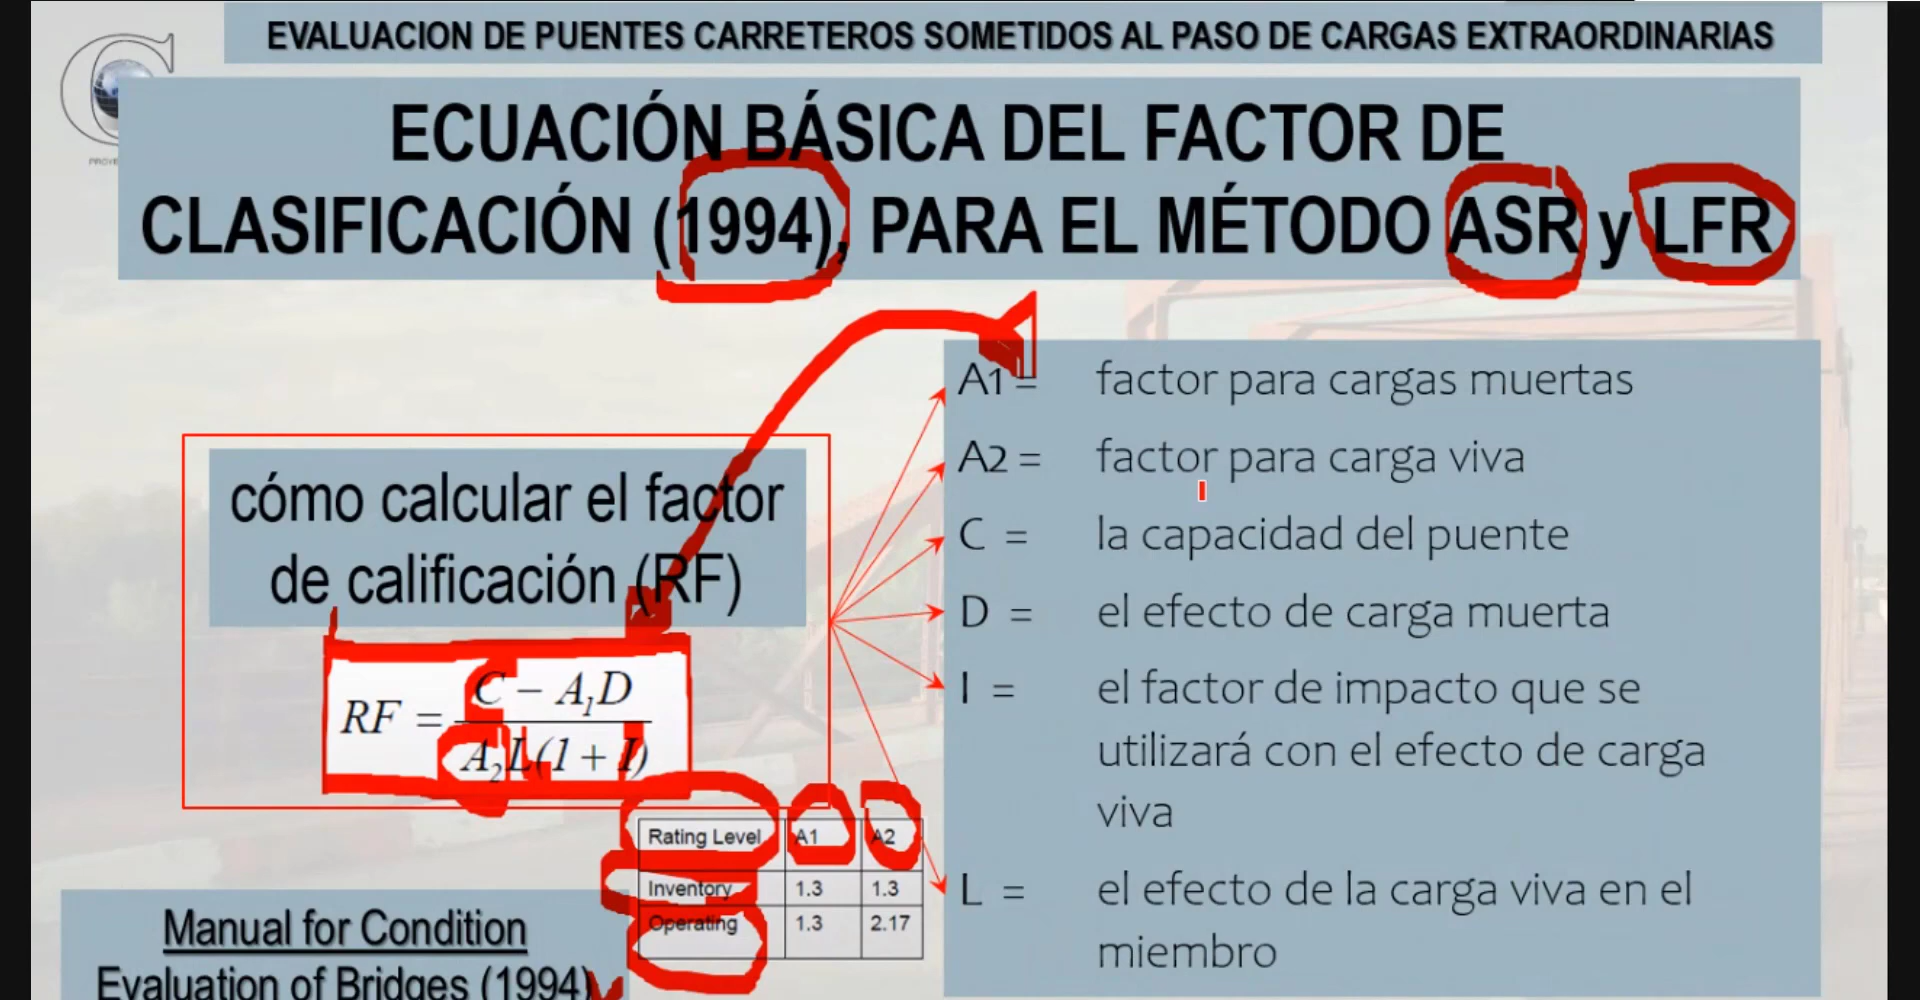 EVALUACION DE PUENTES CARRETEROS SOMETIDOS AL PASO DE CARGAS EXTRAORDINARIAS
ECUACIÓN BÁSICA DEL FACTOR DE
CLASIFICACIÓN (1994), PARA EL MÉTODO ASR y LFR
cómo calcular el factor
de calificación (RF)
RF = C − A₁D / A₂L(1 + I)
A1 = factor para cargas muertas
A2 = factor para carga viva
C = la capacidad del puente
D = el efecto de carga muerta
I = el factor de impacto que se
utilizará con el efecto de carga
viva
L = el efecto de la carga viva en el
miembro
Rating Level A1 A2
Inventory 1.3 1.3
Operating 1.3 2.17
Manual for Condition
Evaluation of Bridges (1994)